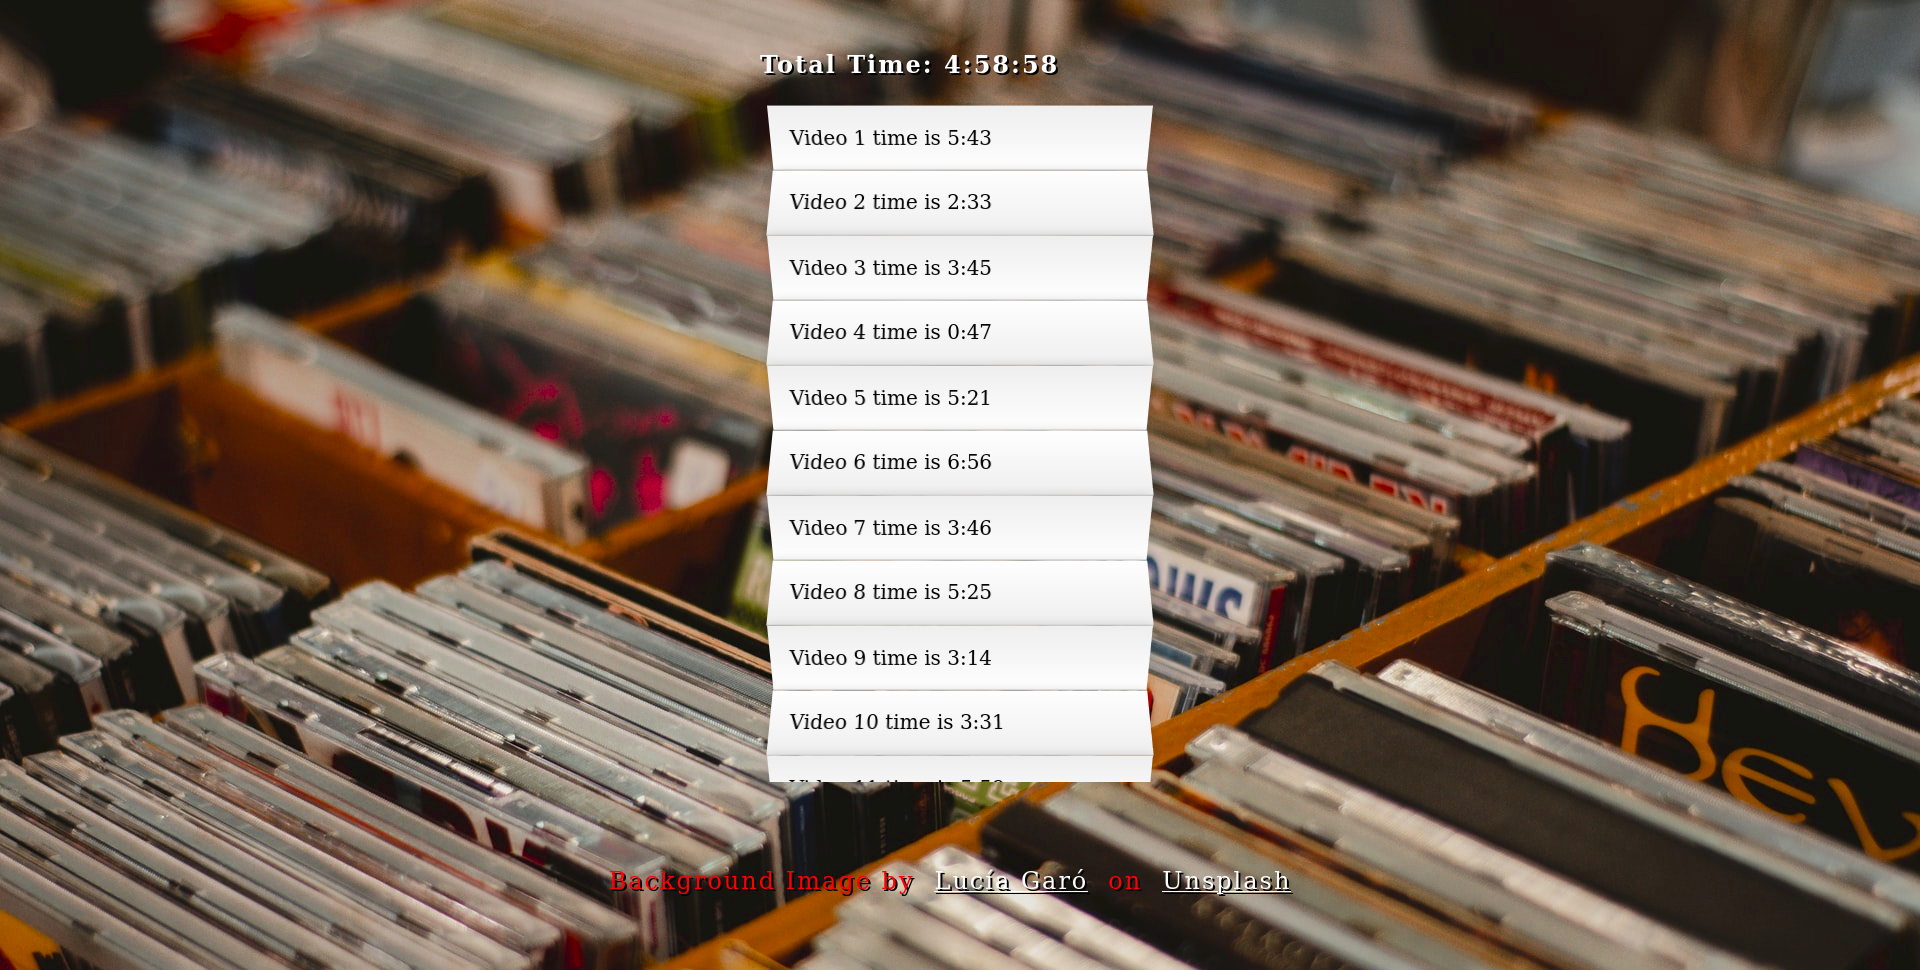 Total Time: 4:58:58
Video 1 time is 5:43
Video 2 time is 2:33
Video 3 time is 3:45
Video 4 time is 0:47
Video 5 time is 5:21
Video 6 time is 6:56
Video 7 time is 3:46
Video 8 time is 5:25
Video 9 time is 3:14
Video 10 time is 3:31
Background Image by Lucía Garó on Unsplash